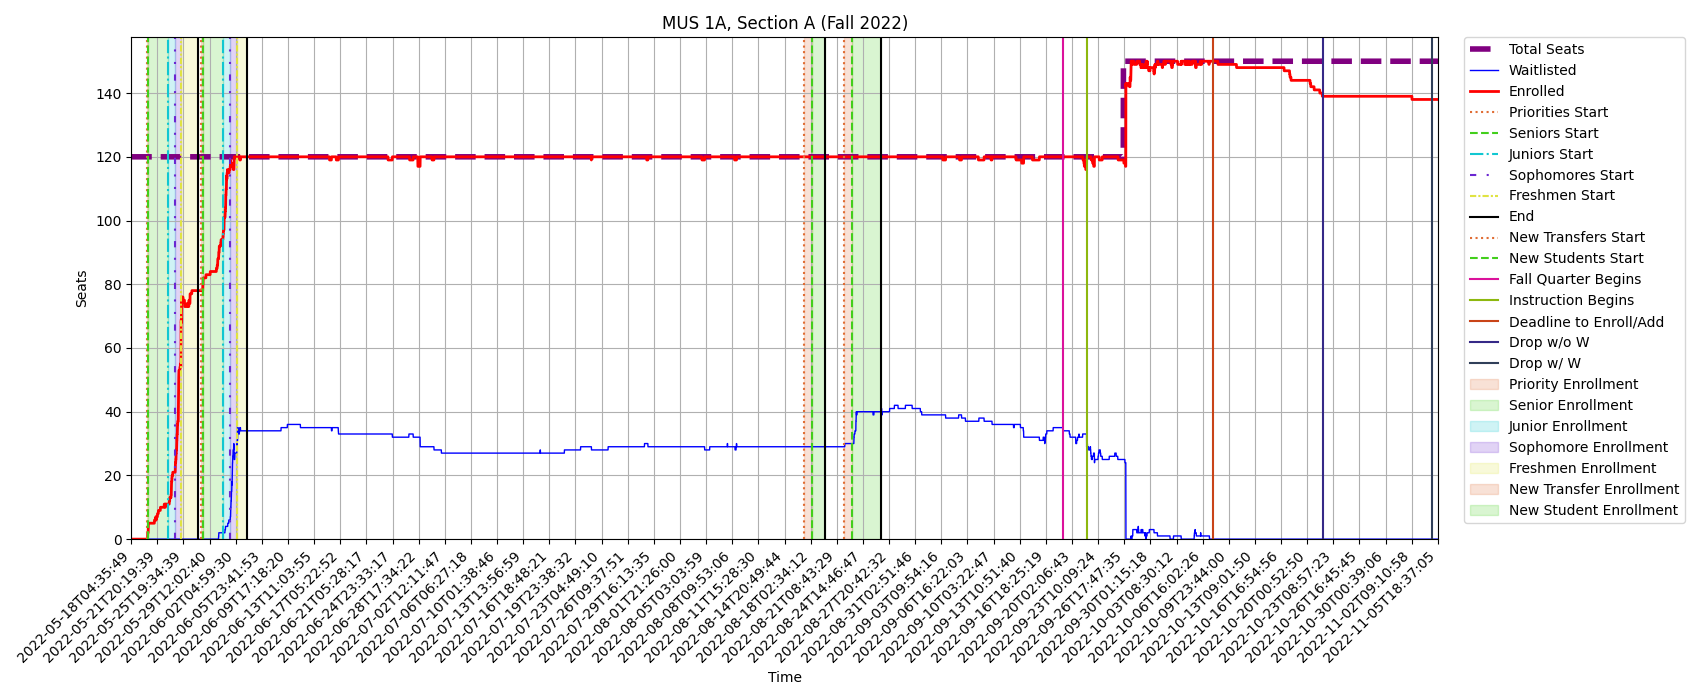 MUS 1A, Section A (Fall 2022)
Seats
140
120
100
80
60
40
20
0
2022-05-18T04:35:49
2022-05-21T20:19:39
2022-05-25T19:34:39
2022-05-29T12:02:40
2022-06-02T04:59:30
2022-06-05T23:41:53
2022-06-09T17:18:20
2022-06-13T11:03:55
2022-06-17T05:22:52
2022-06-21T05:28:17
2022-06-24T23:33:17
2022-06-28T17:34:22
2022-07-02T12:11:47
2022-07-06T06:27:18
2022-07-10T01:38:46
2022-07-13T13:56:59
2022-07-16T18:48:21
2022-07-19T23:38:32
2022-07-23T04:49:10
2022-07-26T09:37:51
2022-07-29T16:13:35
2022-08-01T21:26:00
2022-08-05T03:03:59
2022-08-08T09:53:06
2022-08-11T15:28:30
2022-08-14T20:49:44
2022-08-18T02:34:12
2022-08-21T08:43:29
2022-08-24T14:46:47
2022-08-27T20:42:32
2022-08-31T02:51:46
2022-09-03T09:54:16
2022-09-06T16:22:03
2022-09-10T03:22:47
2022-09-13T10:51:40
2022-09-16T18:25:19
2022-09-20T02:06:43
2022-09-23T10:09:24
2022-09-26T17:47:35
2022-09-30T01:15:18
2022-10-03T08:30:12
2022-10-06T16:02:26
2022-10-09T23:44:00
2022-10-13T09:01:50
2022-10-16T16:54:56
2022-10-20T00:52:50
2022-10-23T08:57:23
2022-10-26T16:45:45
2022-10-30T00:39:06
2022-11-02T09:10:58
2022-11-05T18:37:05
Time
Total Seats
Waitlisted
Enrolled
Priorities Start
Seniors Start
Juniors Start
Sophomores Start
Freshmen Start
End
New Transfers Start
New Students Start
Fall Quarter Begins
Instruction Begins
Deadline to Enroll/Add
Drop w/o W
Drop w/ W
Priority Enrollment
Senior Enrollment
Junior Enrollment
Sophomore Enrollment
Freshmen Enrollment
New Transfer Enrollment
New Student Enrollment